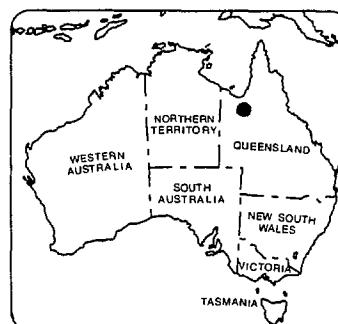 NORTHERN
TERRITORY
QUEENSLAND
WESTERN
AUSTRALIA
SOUTH
AUSTRALIA
NEW SOUTH
WALES
VICTORIA
TASMANIA